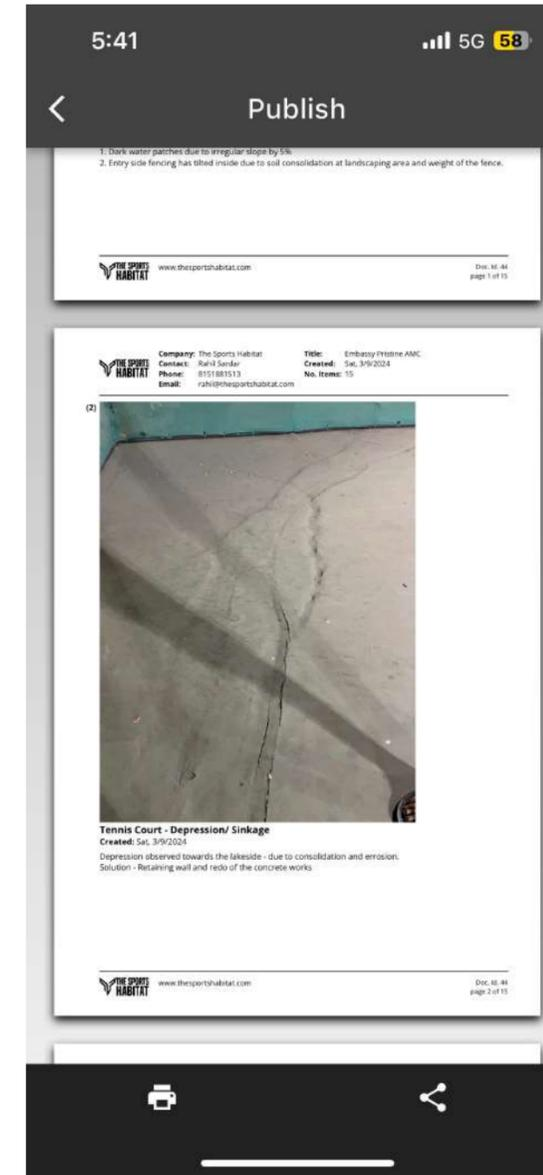 5:41
5G 58
Publish
1. Dark water patches due to irregular slope by 5%
2. Entry side fencing has tilted inside due to soil consolidation at landscaping area and weight of the fence.
THE SPORTS
HABITAT
www.thesportshabitat.com
Doc. Id. 44
page 1 of 15
THE SPORTS
HABITAT
Company: The Sports Habitat
Contact: Rahil Sardar
Phone: 8151881513
Email: rahil@thesportshabitat.com
Title: Embassy Pristine AMC
Created: Sat, 3/9/2024
No. Items: 15
(2)
Tennis Court - Depression/ Sinkage
Created: Sat, 3/9/2024
Depression observed towards the lakeside - due to consolidation and errosion.
Solution - Retaining wall and redo of the concrete works
THE SPORTS
HABITAT
www.thesportshabitat.com
Doc. Id. 44
page 2 of 15